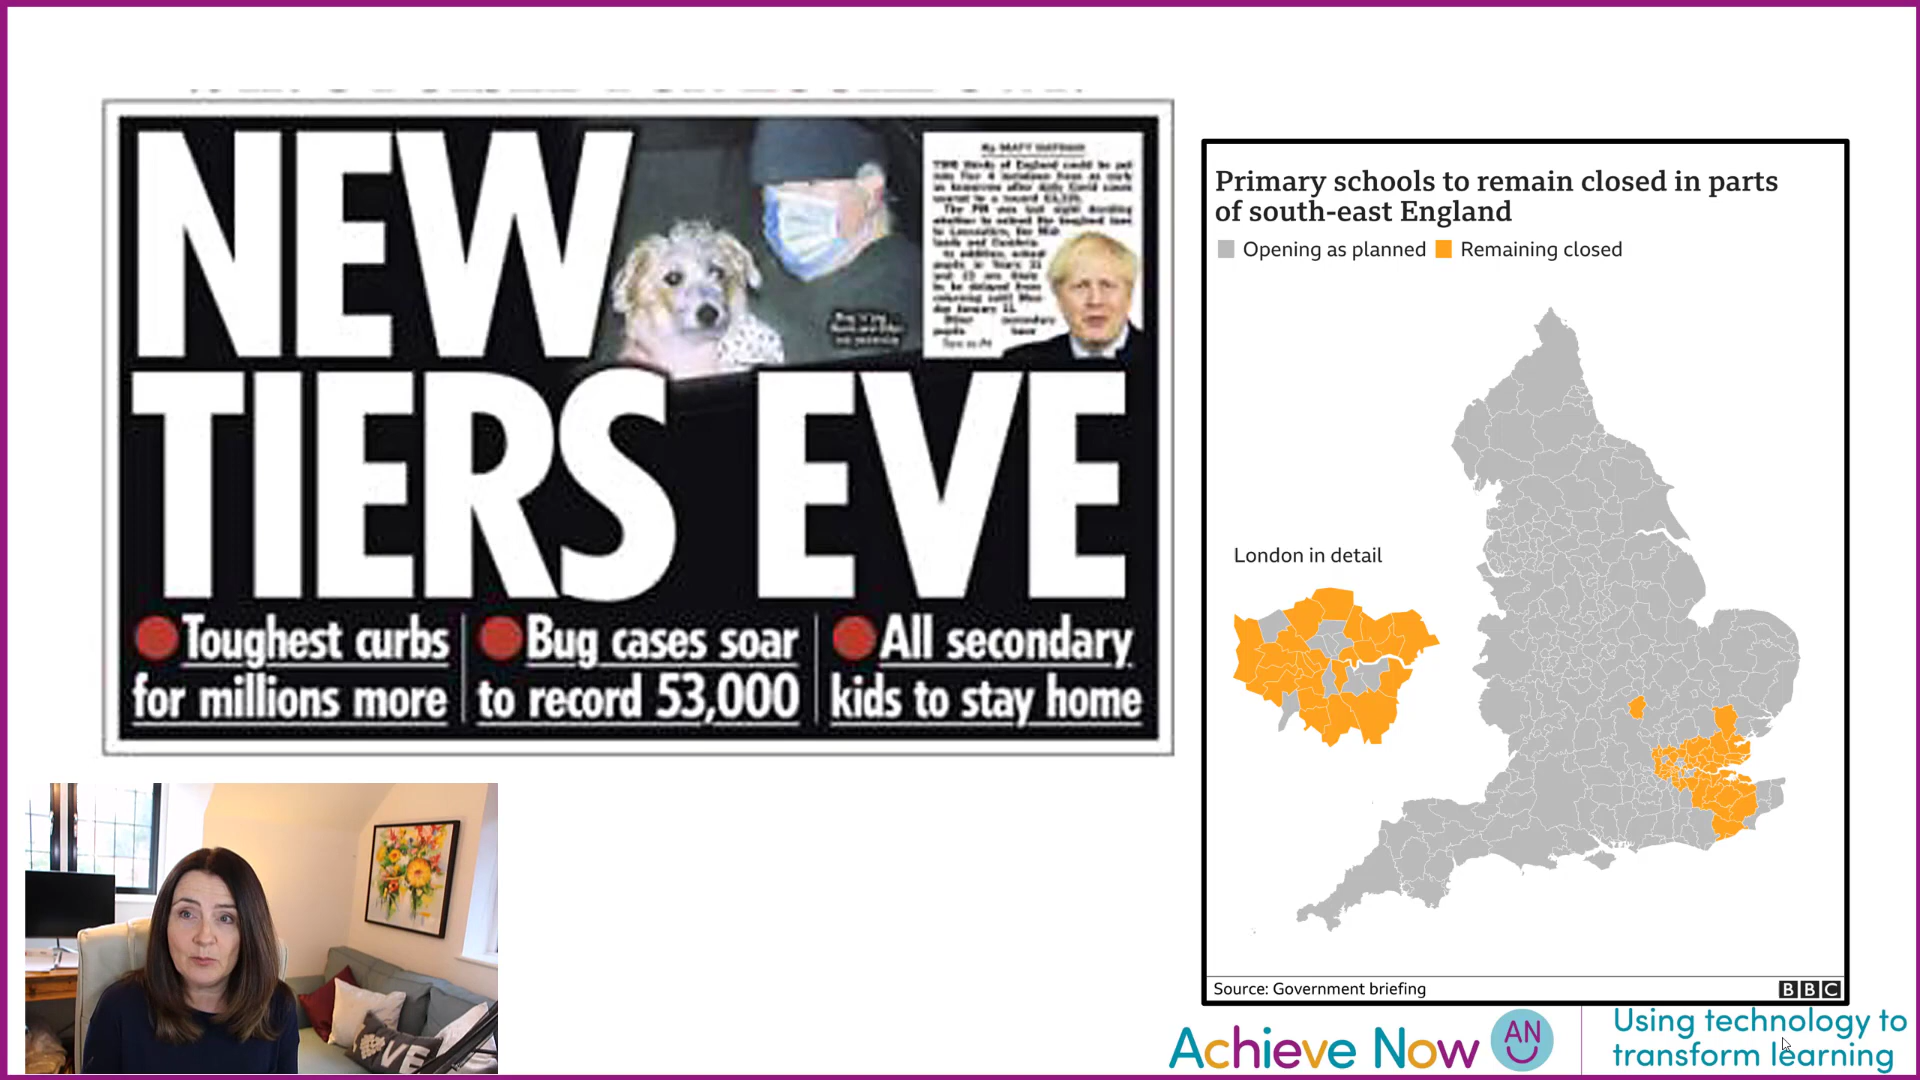 NEW
TIERS EVE
Toughest curbs
for millions more
Bug cases soar
to record 53,000
All secondary
kids to stay home
Primary schools to remain closed in parts
of south-east England
Opening as planned
Remaining closed
London in detail
Source: Government briefing
BBC
VE
Achieve Now
AN
Using technology to
transform learning